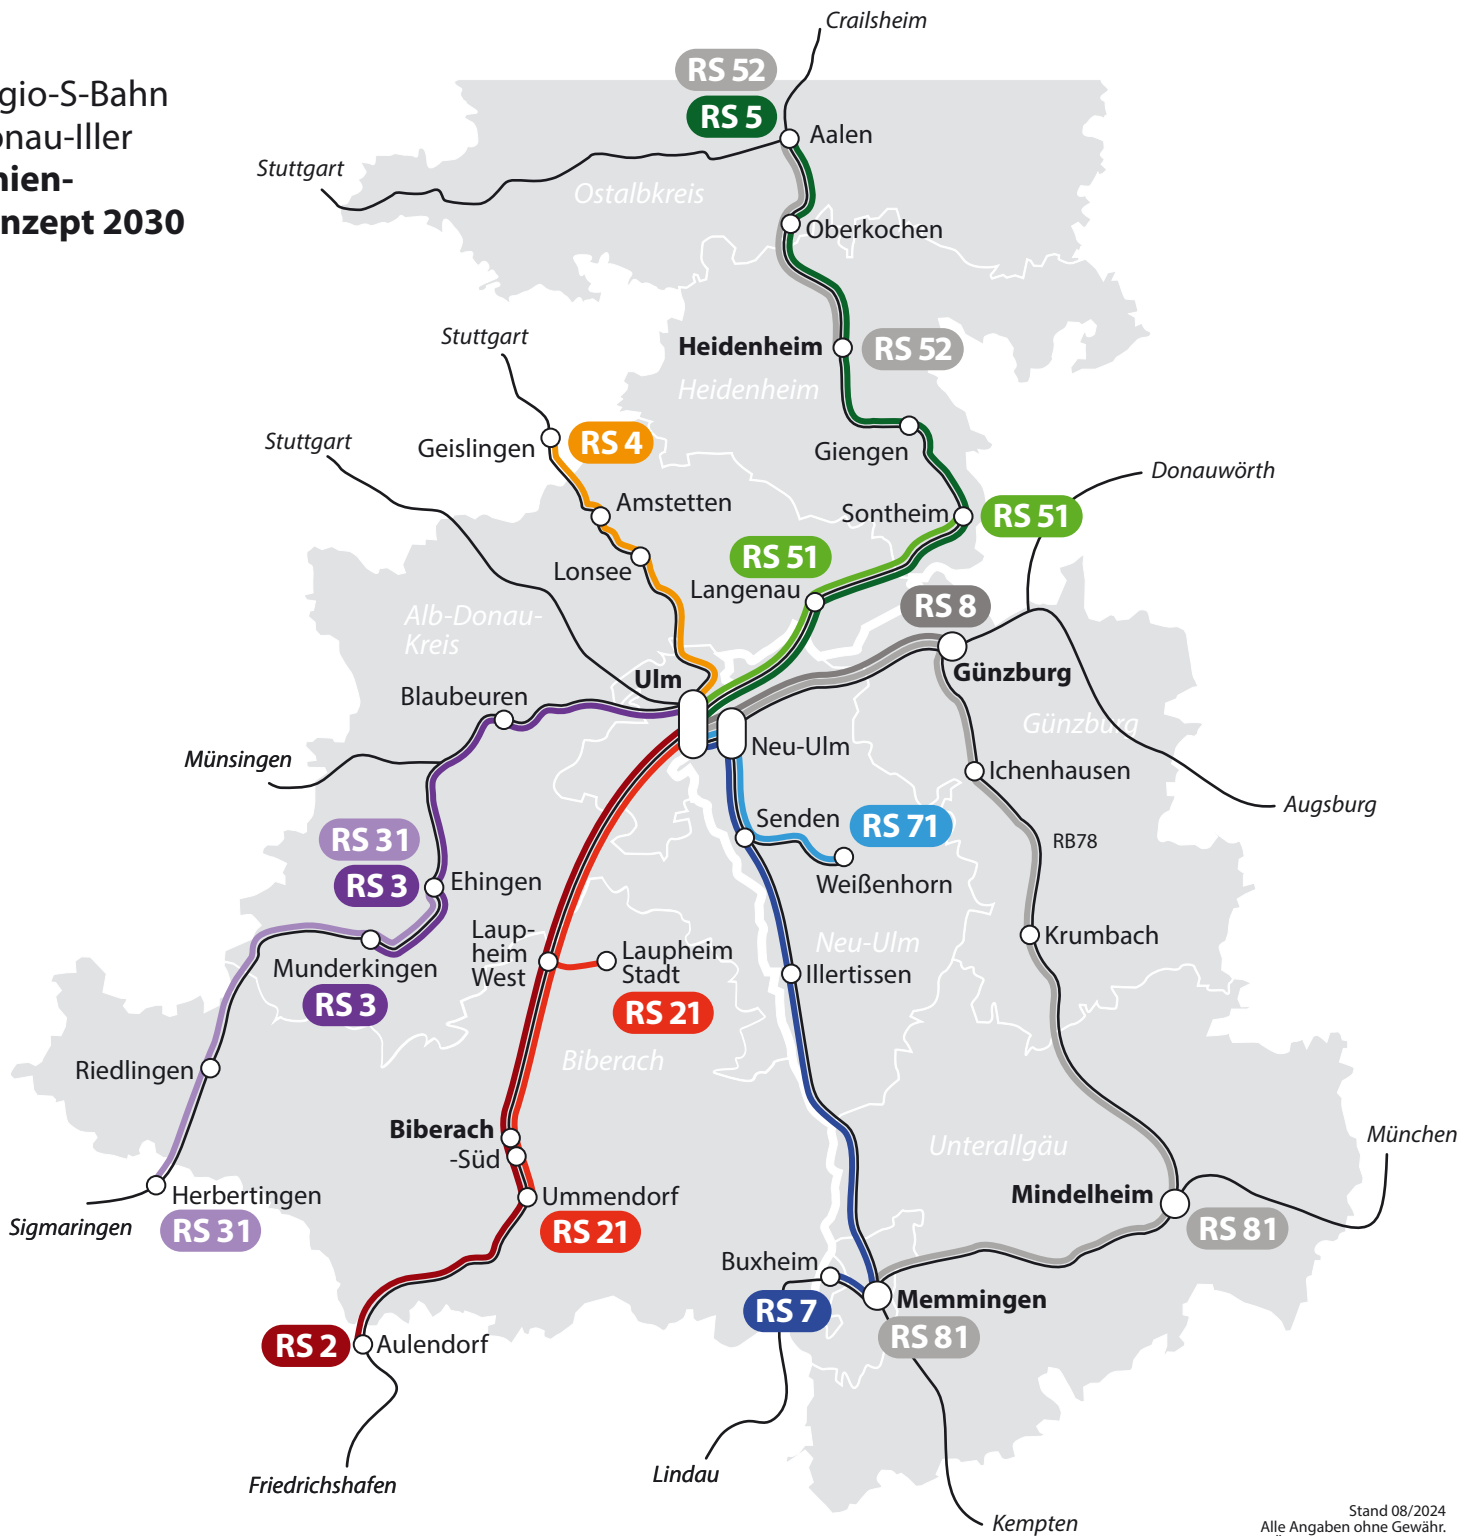 gio-S-Bahn
onau-Iller
nien-
nzept 2030
Crailsheim
RS 52
RS 5
Aalen
Stuttgart
Ostalbkreis
Oberkochen
Stuttgart
Heidenheim
RS 52
Heidenheim
Stuttgart
Geislingen
RS 4
Giengen
Donauwörth
Amstetten
Sontheim
RS 51
RS 51
Lonsee
Langenau
RS 8
Alb-Donau-
Kreis
Ulm
Günzburg
Blaubeuren
Günzburg
Neu-Ulm
Münsingen
Ichenhausen
Augsburg
Senden
RS 71
RS 31
RB78
RS 3
Ehingen
Weißenhorn
Laup-
heim
West
Laupheim
Stadt
Neu-Ulm
Krumbach
Munderkingen
Illertissen
RS 3
RS 21
Riedlingen
Biberach
Biberach
-Süd
Unterallgäu
München
Herbertingen
Ummendorf
Mindelheim
Sigmaringen
RS 31
RS 21
RS 81
Buxheim
RS 7
Memmingen
RS 2
Aulendorf
RS 81
Friedrichshafen
Lindau
Kempten
Stand 08/2024
Alle Angaben ohne Gewähr.